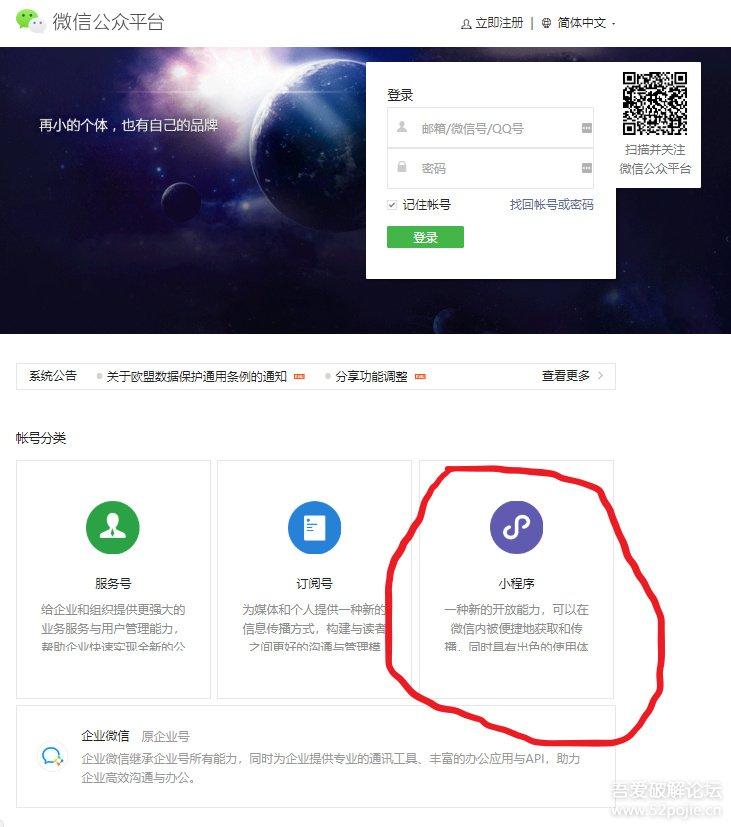 微信公众平台
立即注册 | 简体中文
再小的个体，也有自己的品牌
登录
邮箱/微信号/QQ号
密码
记住帐号 找回帐号或密码
登录
扫描并关注
微信公众平台
系统公告 关于欧盟数据保护通用条例的通知 分享功能调整 查看更多
帐号分类
服务号
给企业和组织提供更强大的
业务服务与用户管理能力，
帮助企业快速实现全新的公
订阅号
为媒体和个人提供一种新的
信息传播方式，构建与读者
之间更好的沟通与管理模
小程序
一种新的开放能力，可以在
微信内被便捷地获取和传
播，同时具有出色的使用体
企业微信 原企业号
企业微信继承企业号所有能力，同时为企业提供专业的通讯工具、丰富的办公应用与API，助力
企业高效沟通与办公。
吾爱破解论坛
www.52pojie.cn